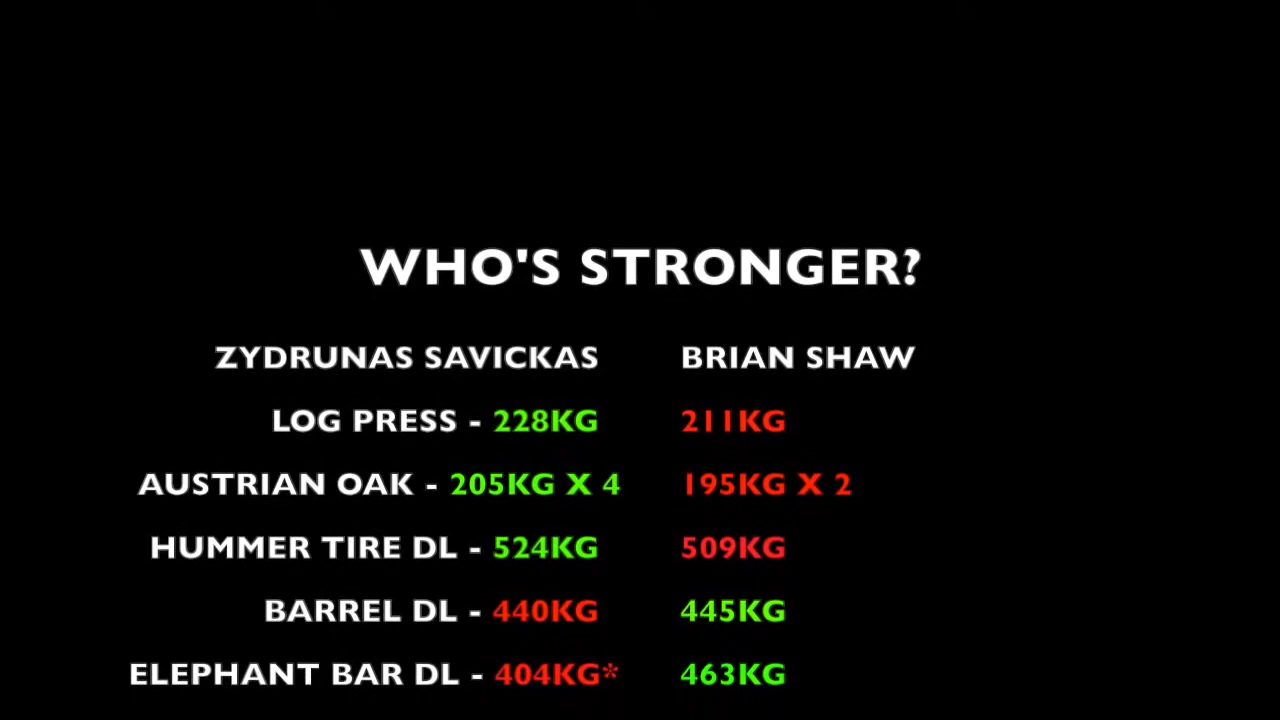 WHO'S STRONGER?
ZYDRUNAS SAVICKAS BRIAN SHAW
LOG PRESS - 228KG 211KG
AUSTRIAN OAK - 205KG X 4 195KG X 2
HUMMER TIRE DL - 524KG 509KG
BARREL DL - 440KG 445KG
ELEPHANT BAR DL - 404KG* 463KG